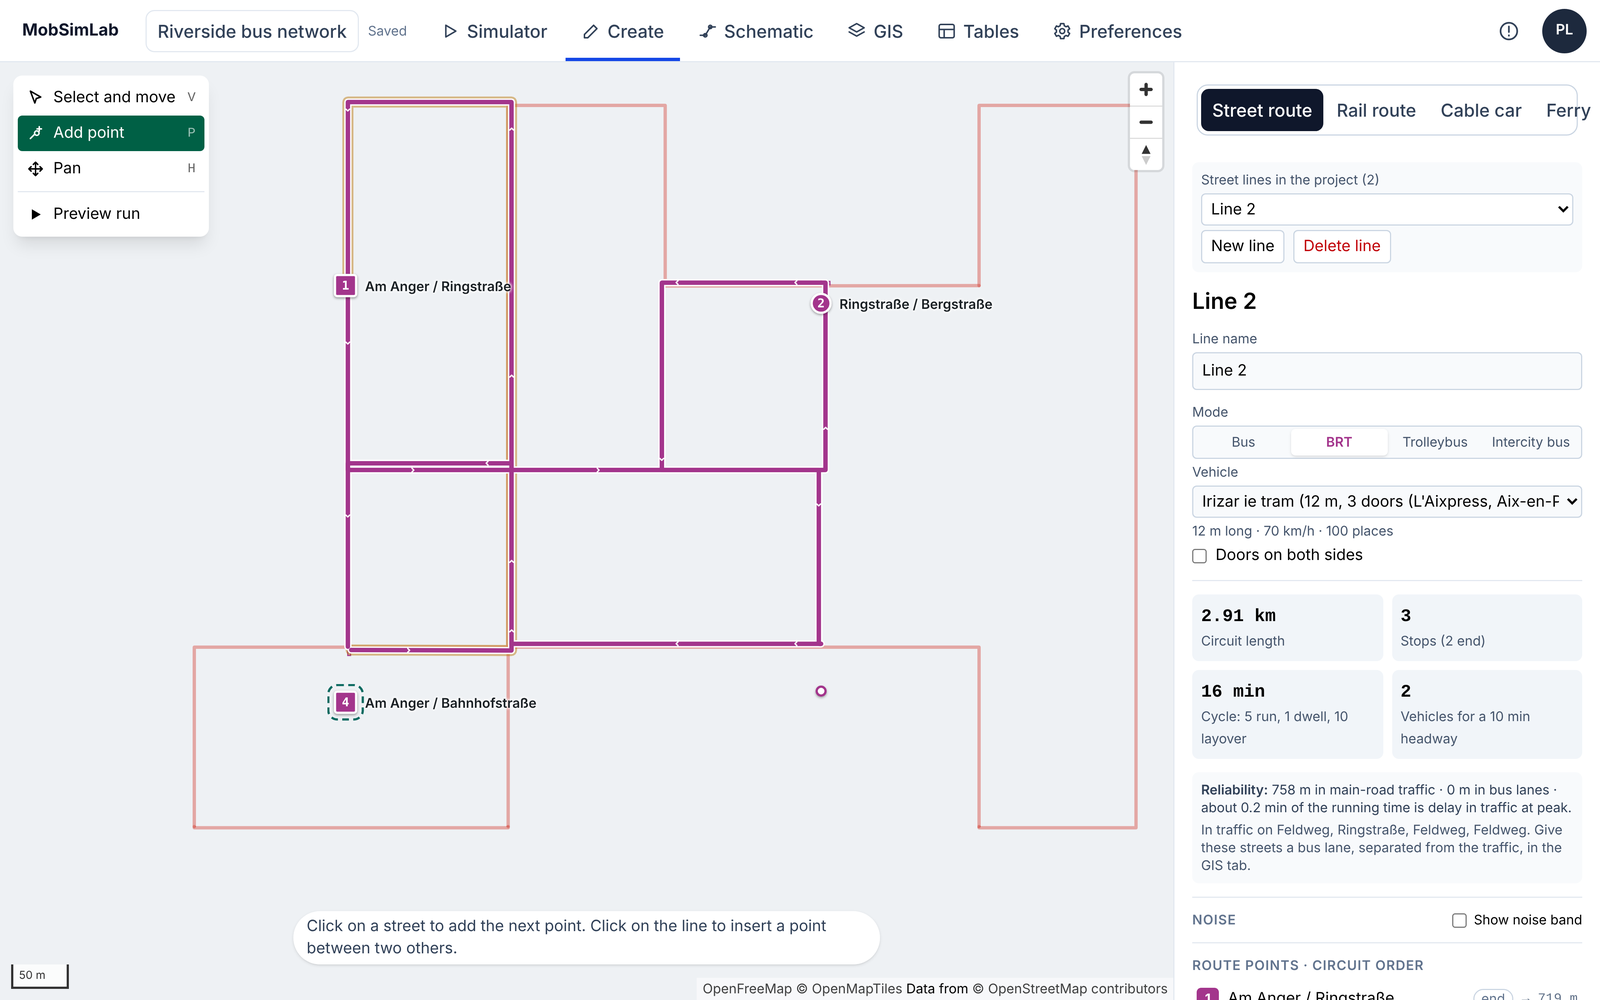 MobSimLab
Riverside bus network
Saved
Simulator
Create
Schematic
GIS
Tables
Preferences
PL
Select and move V
Add point P
Pan H
Preview run
1 Am Anger / Ringstraße
2 Ringstraße / Bergstraße
4 Am Anger / Bahnhofstraße
Click on a street to add the next point. Click on the line to insert a point
between two others.
50 m
OpenFreeMap © OpenMapTiles Data from © OpenStreetMap contributors
Street route
Rail route
Cable car
Ferry
Street lines in the project (2)
Line 2
New line
Delete line
Line 2
Line name
Line 2
Mode
Bus
BRT
Trolleybus
Intercity bus
Vehicle
Irizar ie tram (12 m, 3 doors (L'Aixpress, Aix-en-P
12 m long · 70 km/h · 100 places
Doors on both sides
2.91 km
Circuit length
3
Stops (2 end)
16 min
Cycle: 5 run, 1 dwell, 10
layover
2
Vehicles for a 10 min
headway
Reliability: 758 m in main-road traffic · 0 m in bus lanes ·
about 0.2 min of the running time is delay in traffic at peak.
In traffic on Feldweg, Ringstraße, Feldweg, Feldweg. Give
these streets a bus lane, separated from the traffic, in the
GIS tab.
NOISE
Show noise band
ROUTE POINTS · CIRCUIT ORDER
1 Am Anger / Ringstraße end → 719 m